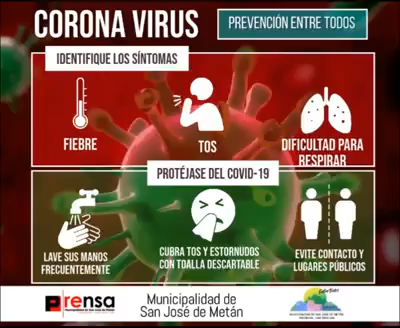 CORONA VIRUS
PREVENCIÓN ENTRE TODOS
IDENTIFIQUE LOS SÍNTOMAS
FIEBRE
TOS
DIFICULTAD PARA
RESPIRAR
PROTÉJASE DEL COVID-19
LAVE SUS MANOS
FRECUENTEMENTE
CUBRA TOS Y ESTORNUDOS
CON TOALLA DESCARTABLE
EVITE CONTACTO Y
LUGARES PÚBLICOS
Prensa
Municipalidad de
San José de Metán